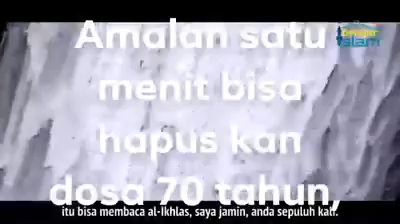 Amalan satu
menit bisa
hapus kan
dosa 70 tahun,
itu bisa membaca al-Ikhlas, saya jamin, anda sepuluh kali.